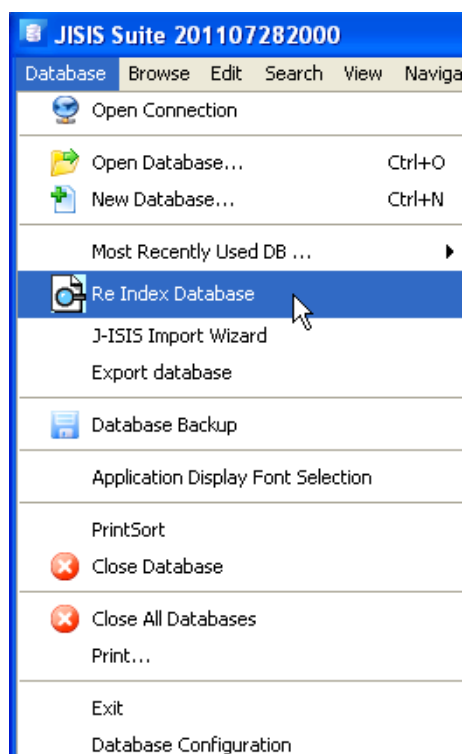 JISIS Suite 201107282000
Database Browse Edit Search View Naviga
Open Connection
Open Database... Ctrl+O
New Database... Ctrl+N
Most Recently Used DB ...
Re Index Database
J-ISIS Import Wizard
Export database
Database Backup
Application Display Font Selection
PrintSort
Close Database
Close All Databases
Print...
Exit
Database Configuration